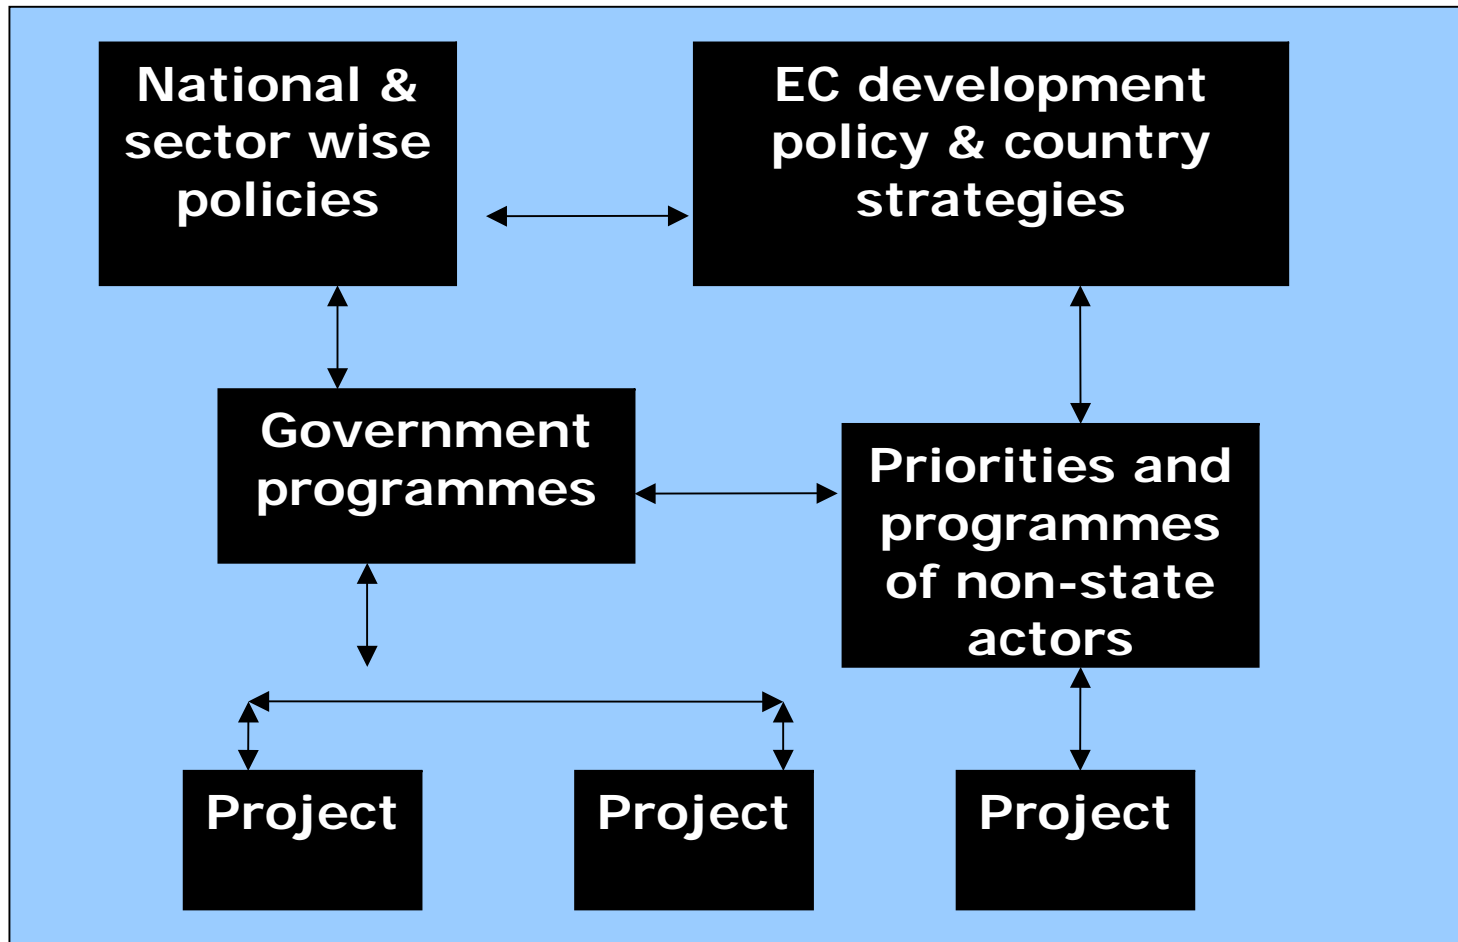 National &
sector wise
policies
EC development
policy & country
strategies
Government
programmes
Priorities and
programmes
of non-state
actors
Project
Project
Project